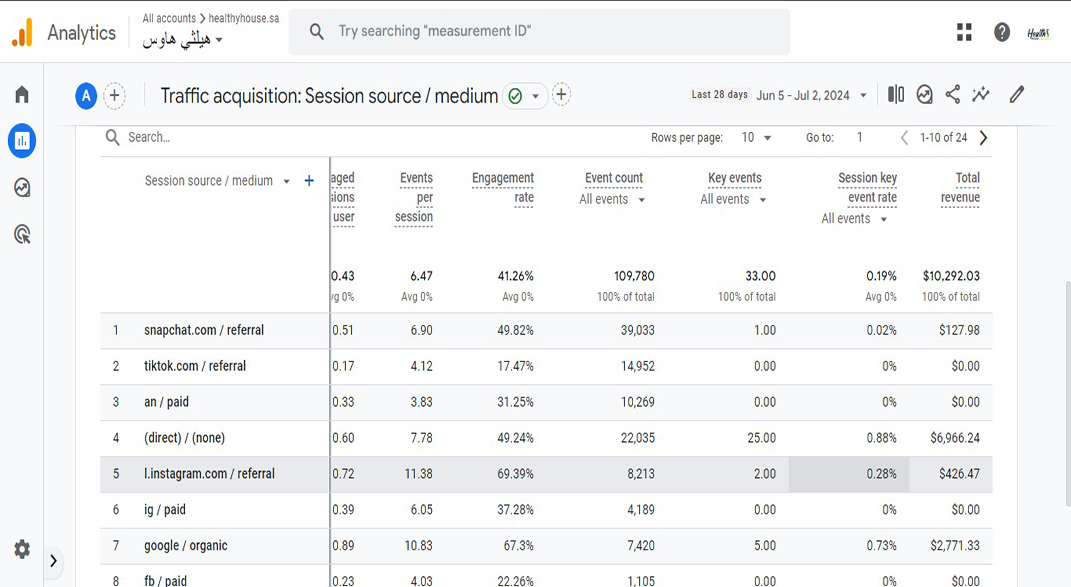 Analytics
All accounts > healthyhouse.sa
هيلثي هاوس
Try searching "measurement ID"
Health
A
Traffic acquisition: Session source / medium
Last 28 days Jun 5 - Jul 2, 2024
Search...
Rows per page: 10
Go to: 1
1-10 of 24
Session source / medium
+
aged
sions
user
Events
per
session
Engagement
rate
Event count
All events
Key events
All events
Session key
event rate
All events
Total
revenue
0.43 6.47 41.26% 109,780 33.00 0.19% $10,292.03
vg 0% Avg 0% Avg 0% 100% of total 100% of total Avg 0% 100% of total
1 snapchat.com / referral 0.51 6.90 49.82% 39,033 1.00 0.02% $127.98
2 tiktok.com / referral 0.17 4.12 17.47% 14,952 0.00 0% $0.00
3 an / paid 0.33 3.83 31.25% 10,269 0.00 0% $0.00
4 (direct) / (none) 0.60 7.78 49.24% 22,035 25.00 0.88% $6,966.24
5 l.instagram.com / referral 0.72 11.38 69.39% 8,213 2.00 0.28% $426.47
6 ig / paid 0.39 6.05 37.28% 4,189 0.00 0% $0.00
7 google / organic 0.89 10.83 67.3% 7,420 5.00 0.73% $2,771.33
8 fb / paid 0.23 4.03 22.26% 1,105 0.00 0% $0.00